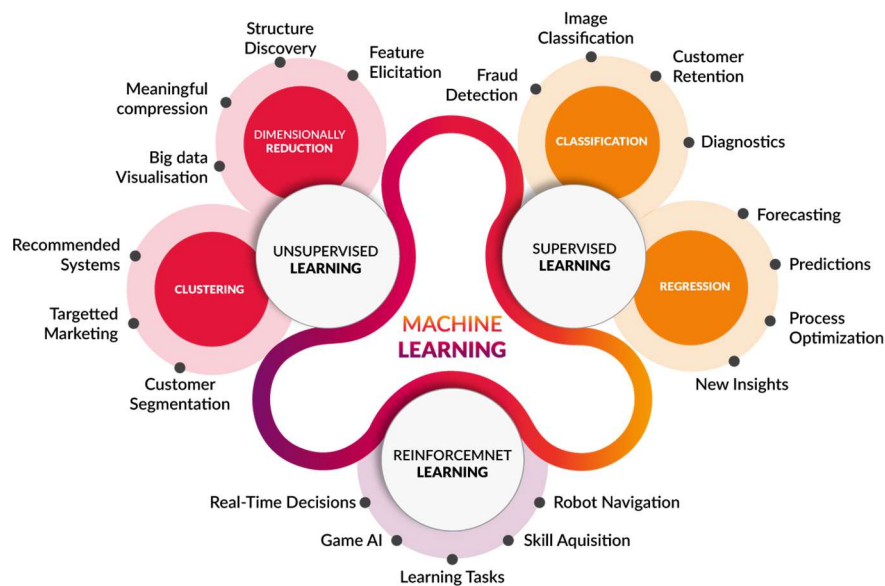 Structure
Discovery
Feature
Elicitation
Meaningful
compression
Big data
Visualisation
DIMENSIONALLY
REDUCTION
Recommended
Systems
Targetted
Marketing
Customer
Segmentation
CLUSTERING
UNSUPERVISED
LEARNING
Image
Classification
Fraud
Detection
Customer
Retention
Diagnostics
CLASSIFICATION
SUPERVISED
LEARNING
Forecasting
Predictions
Process
Optimization
New Insights
REGRESSION
MACHINE
LEARNING
REINFORCEMNET
LEARNING
Real-Time Decisions
Game AI
Learning Tasks
Skill Aquisition
Robot Navigation